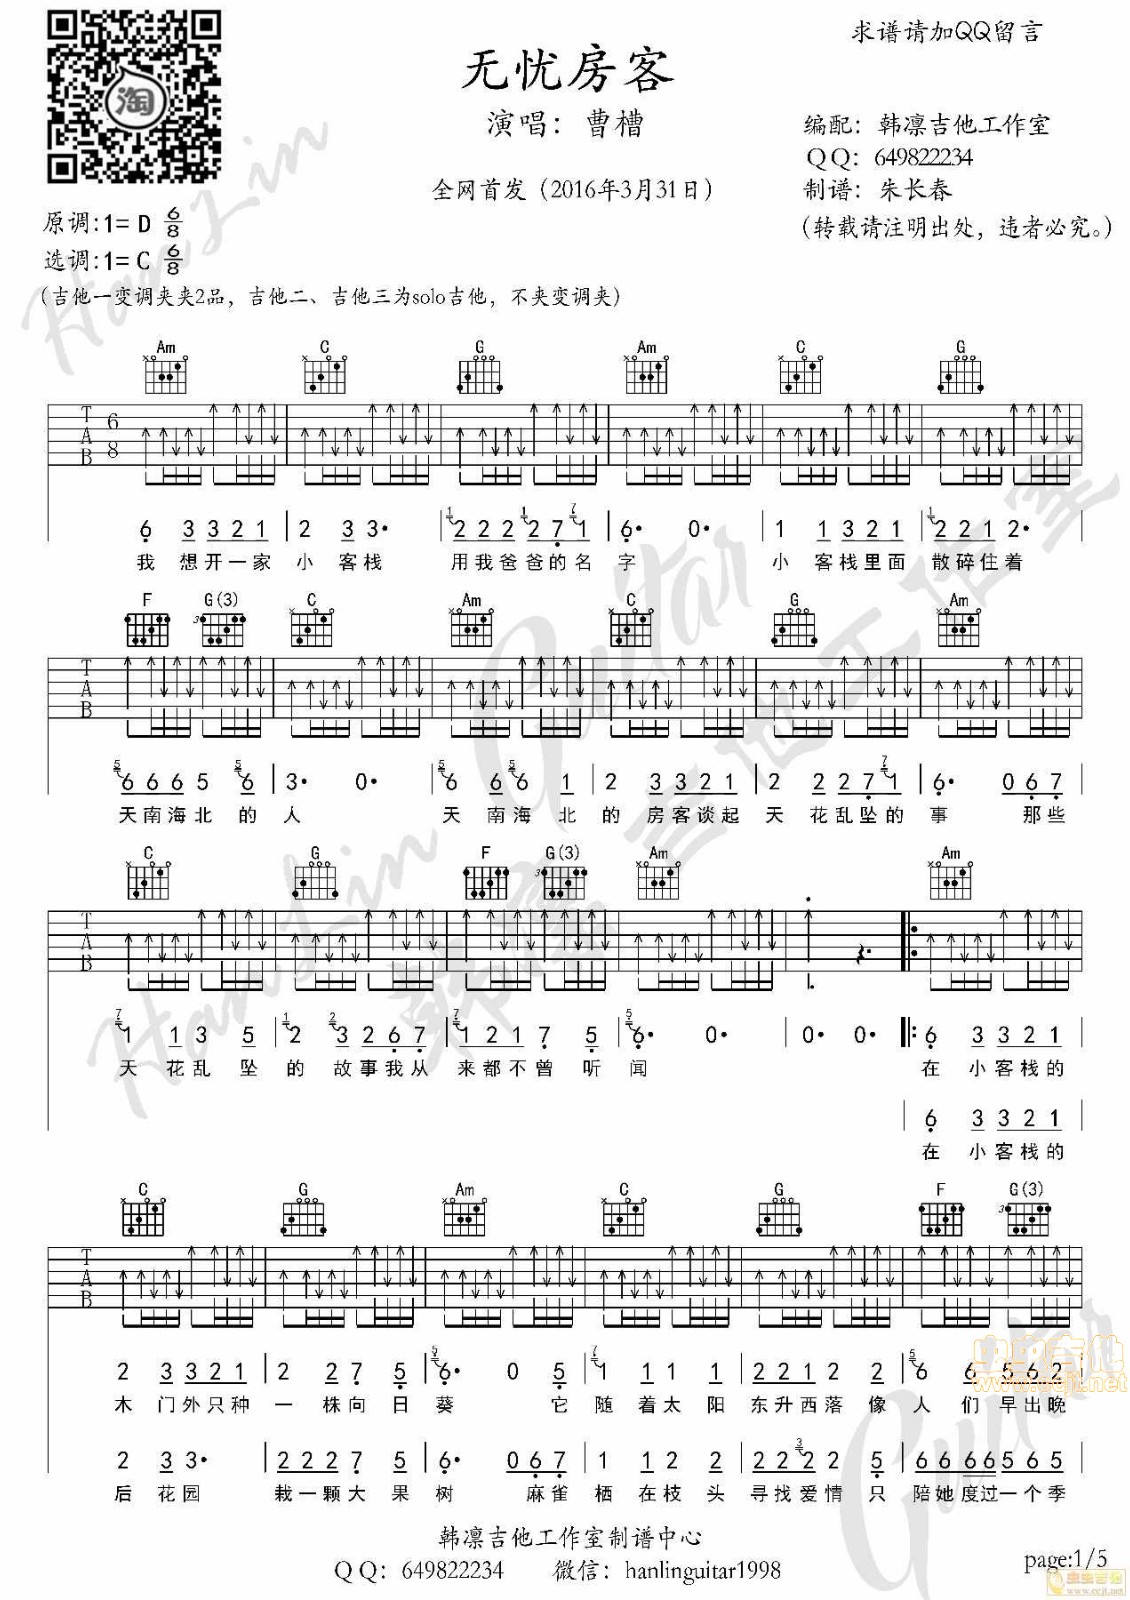 求谱请加QQ留言
淘
无忧房客
演唱：曹槽
编配：韩凛吉他工作室
QQ：649822234
全网首发（2016年3月31日）
制谱：朱长春
原调:1= D 6/8
（转载请注明出处，违者必究。）
选调:1= C 6/8
（吉他一变调夹夹2品，吉他二、吉他三为solo吉他，不夹变调夹）
Am C G Am C G
T A B 6 8
6 3 3 2 1 2 3 3· 2 2 2 2 7 1 6· 0· 1 1 3 2 1 2 2 1 2·
我想开一家小客栈 用我爸爸的名字 小客栈里面散碎住着
F G(3) C Am C G Am
T A B
6 6 6 5 6 3· 0· 6 6 6 1 2 3 3 2 1 2 2 2 7 1 6· 0 6 7
天南海北的人 天南海北的房客谈起天花乱坠的事 那些
C G F G(3) Am Am
T A B
1 1 3 5 2 3 2 6 7 1 2 1 7 5 6· 0· 0· 0· 6 3 3 2 1
天花乱坠的故事我从来都不曾听闻 在小客栈的
6 3 3 2 1
在小客栈的
C G Am C G F G(3)
T A B
2 3 3 2 1 2 2 7 5 6· 0 5 1 1 1 1 2 2 1 2 2 6 6 5 6 2
木门外只种一株向日葵 它随着太阳东升西落像人们早出晚
2 3 3· 2 2 2 7 5 6· 0 6 7 1 1 1 1 2 2 2 2 2 6 6 6 6 5 6 5
后花园 栽一颗大果树 麻雀栖在枝头寻找爱情只陪她度过一个季
韩凛吉他工作室制谱中心
QQ：649822234 微信：hanlinguitar1998
page:1/5
HanLin Guitar
韩凛吉他工作室
HanLin
Guitar
虫虫吉他
www.ccjt.net